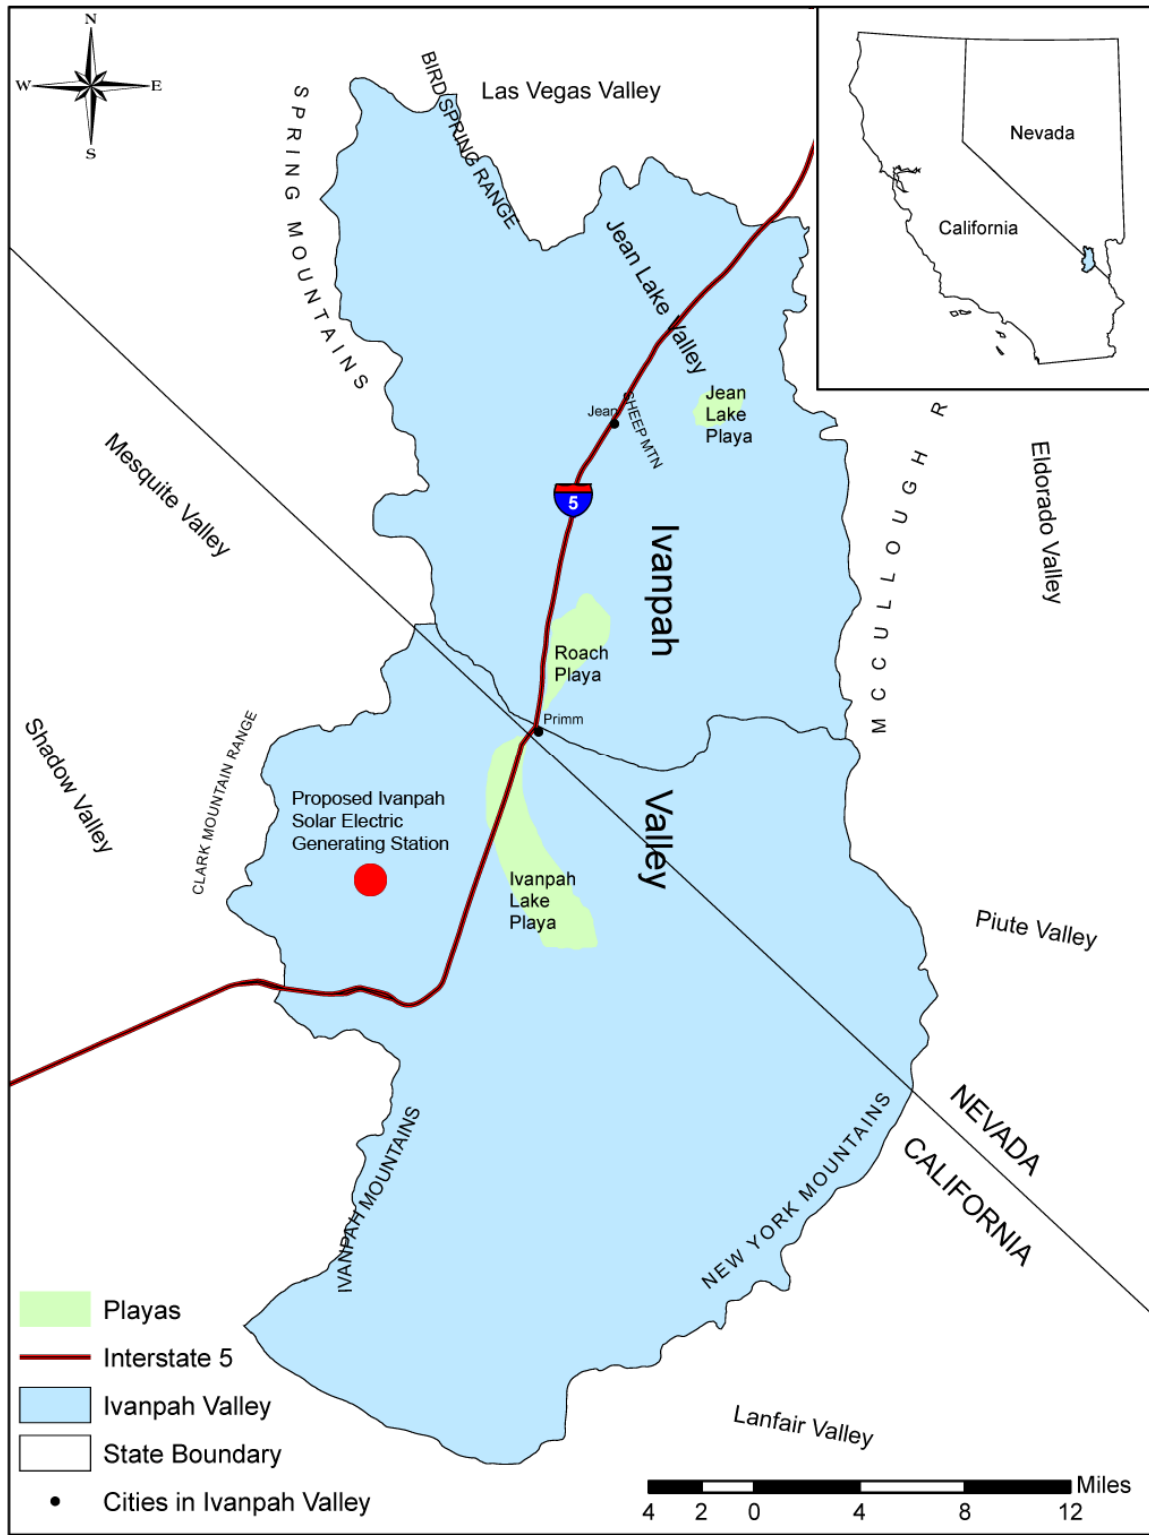 N
W
E
S
SPRING MOUNTAINS
BIRD SPRING RANGE
Las Vegas Valley
Nevada
California
Jean Lake Valley
Jean
Lake
Playa
Jean
SHEEP MTN
5
MCCULLOUGH R
Eldorado Valley
Mesquite Valley
Ivanpah
Valley
Roach
Playa
Primm
Shadow Valley
CLARK MOUNTAIN RANGE
Proposed Ivanpah
Solar Electric
Generating Station
Ivanpah
Lake
Playa
Piute Valley
NEVADA
CALIFORNIA
IVANPAH MOUNTAINS
NEW YORK MOUNTAINS
Lanfair Valley
Playas
Interstate 5
Ivanpah Valley
State Boundary
Cities in Ivanpah Valley
Miles
4 2 0 4 8 12